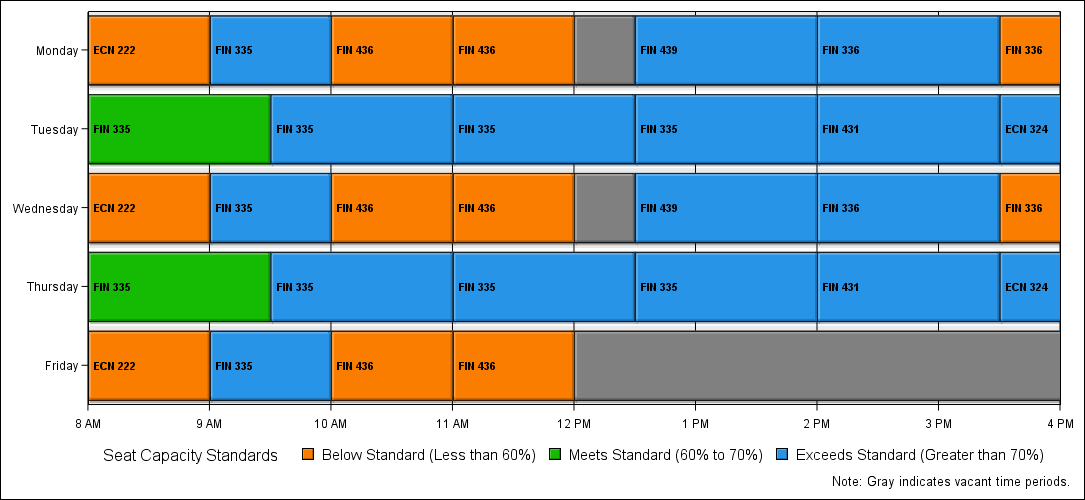 Monday ECN 222 FIN 335 FIN 436 FIN 436 FIN 439 FIN 336 FIN 336
Tuesday FIN 335 FIN 335 FIN 335 FIN 335 FIN 431 ECN 324
Wednesday ECN 222 FIN 335 FIN 436 FIN 436 FIN 439 FIN 336 FIN 336
Thursday FIN 335 FIN 335 FIN 335 FIN 335 FIN 431 ECN 324
Friday ECN 222 FIN 335 FIN 436 FIN 436
8 AM 9 AM 10 AM 11 AM 12 PM 1 PM 2 PM 3 PM 4 PM
Seat Capacity Standards Below Standard (Less than 60%) Meets Standard (60% to 70%) Exceeds Standard (Greater than 70%)
Note: Gray indicates vacant time periods.